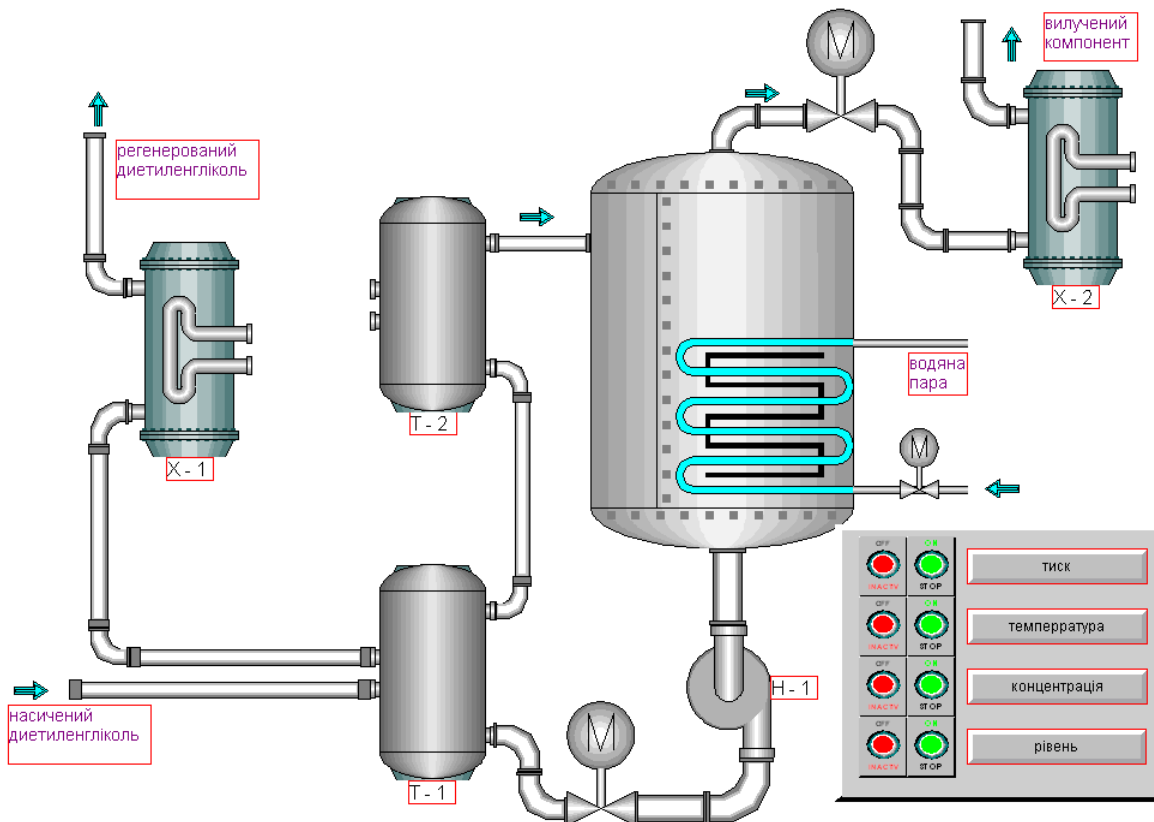 M
вилучений
компонент
регенерований
диетиленгліколь
X - 2
водяна
пара
T - 2
X - 1
M
OFF
ON
INACTV
STOP
тиск
OFF
ON
INACTV
STOP
темперратура
OFF
ON
INACTV
STOP
концентрація
OFF
ON
INACTV
STOP
рівень
H - 1
насичений
диетиленгліколь
M
T - 1